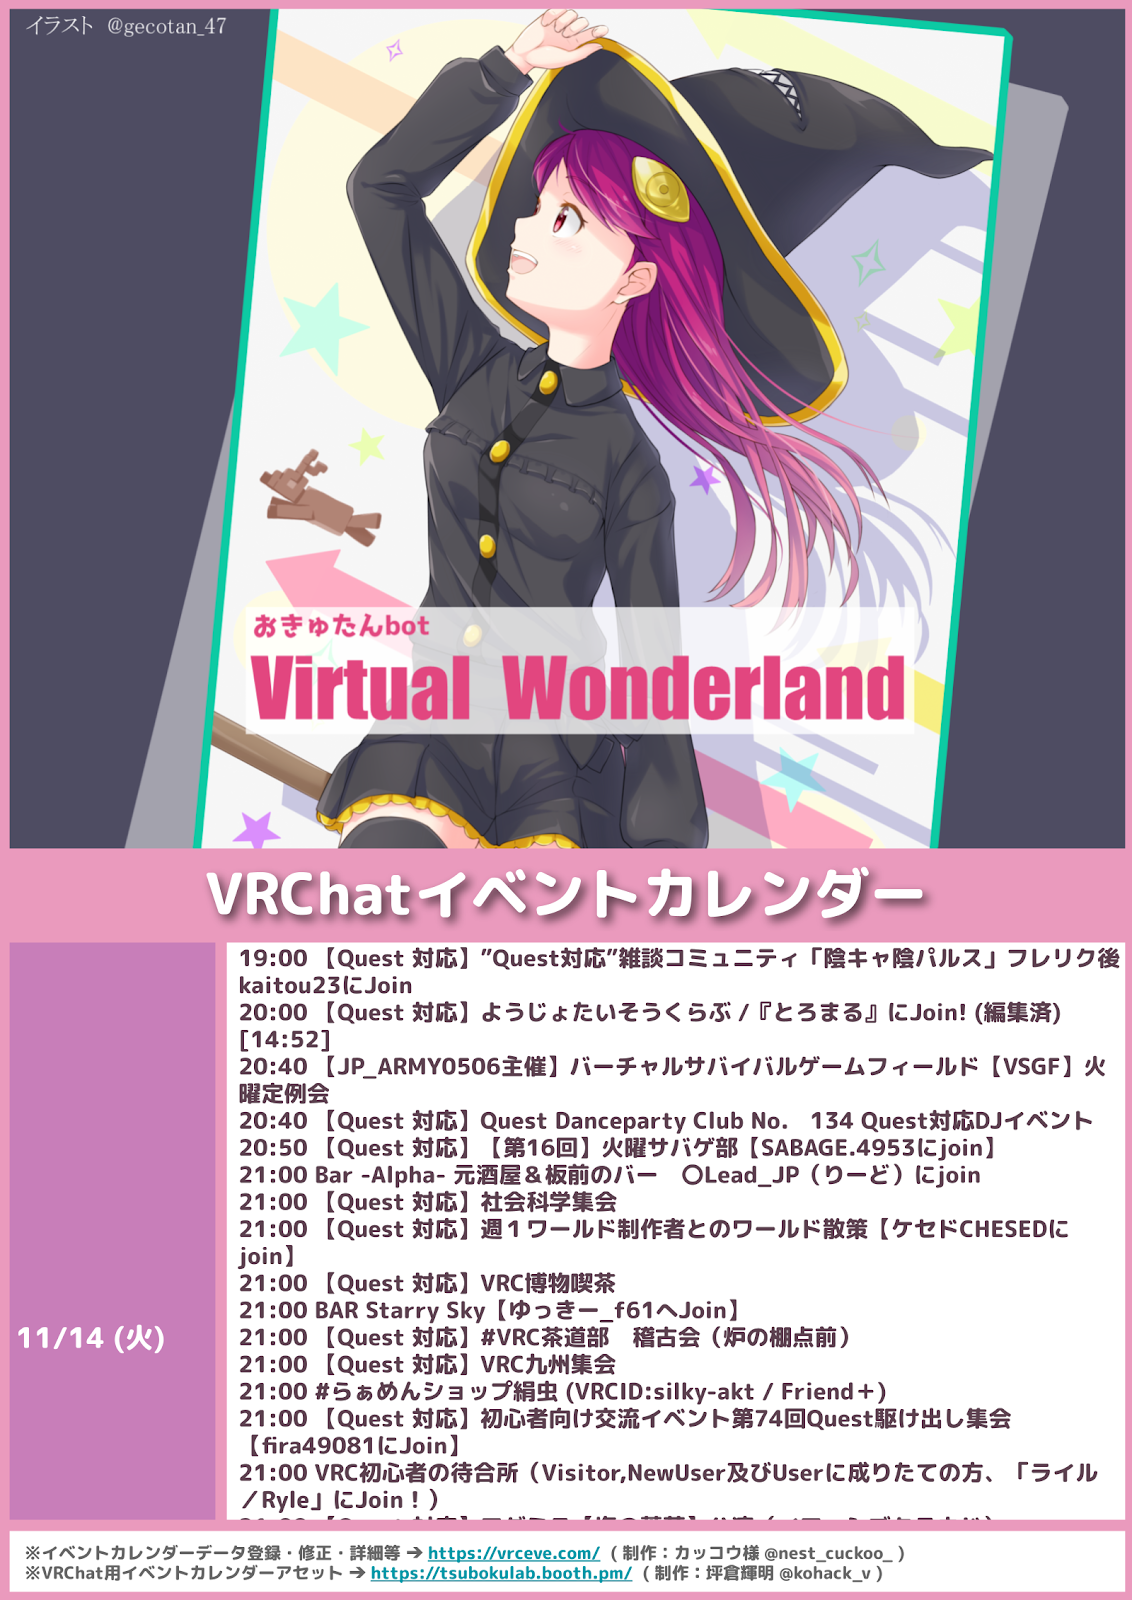 イラスト @gecotan_47
おきゅたんbot
Virtual Wonderland
VRChatイベントカレンダー
11/14 (火)
19:00 【Quest 対応】”Quest対応”雑談コミュニティ「陰キャ陰パルス」フレリク後
kaitou23にJoin
20:00 【Quest 対応】ようじょたいそうくらぶ /『とろまる』にJoin! (編集済)
[14:52]
20:40 【JP_ARMY0506主催】バーチャルサバイバルゲームフィールド【VSGF】火
曜定例会
20:40 【Quest 対応】Quest Danceparty Club No.　134 Quest対応DJイベント
20:50 【Quest 対応】【第16回】火曜サバゲ部【SABAGE.4953にjoin】
21:00 Bar -Alpha- 元酒屋＆板前のバー　〇Lead_JP（りーど）にjoin
21:00 【Quest 対応】社会科学集会
21:00 【Quest 対応】週１ワールド制作者とのワールド散策【ケセドCHESEDに
join】
21:00 【Quest 対応】VRC博物喫茶
21:00 BAR Starry Sky【ゆっきー_f61へJoin】
21:00 【Quest 対応】#VRC茶道部　稽古会（炉の棚点前）
21:00 【Quest 対応】VRC九州集会
21:00 #らぁめんショップ絹虫 (VRCID:silky-akt / Friend＋)
21:00 【Quest 対応】初心者向け交流イベント第74回Quest駆け出し集会
【fira49081にJoin】
21:00 VRC初心者の待合所（Visitor,NewUser及びUserに成りたての方、「ライル
／Ryle」にJoin！）
※イベントカレンダーデータ登録・修正・詳細等 ➔ https://vrceve.com/ ( 制作：カッコウ様 @nest_cuckoo_ )
※VRChat用イベントカレンダーアセット ➔ https://tsubokulab.booth.pm/ ( 制作：坪倉輝明 @kohack_v )